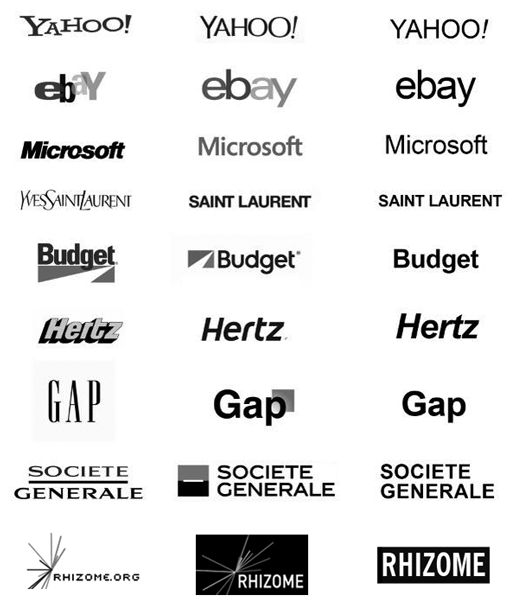 YAHOO! YAHOO! YAHOO!
ebaY ebay ebay
Microsoft Microsoft Microsoft
YVESSAINTLAURENT SAINT LAURENT SAINT LAURENT
Budget Budget® Budget
Hertz Hertz Hertz
GAP Gap Gap
SOCIETE SOCIETE SOCIETE
GENERALE GENERALE GENERALE
RHIZOME.ORG RHIZOME RHIZOME